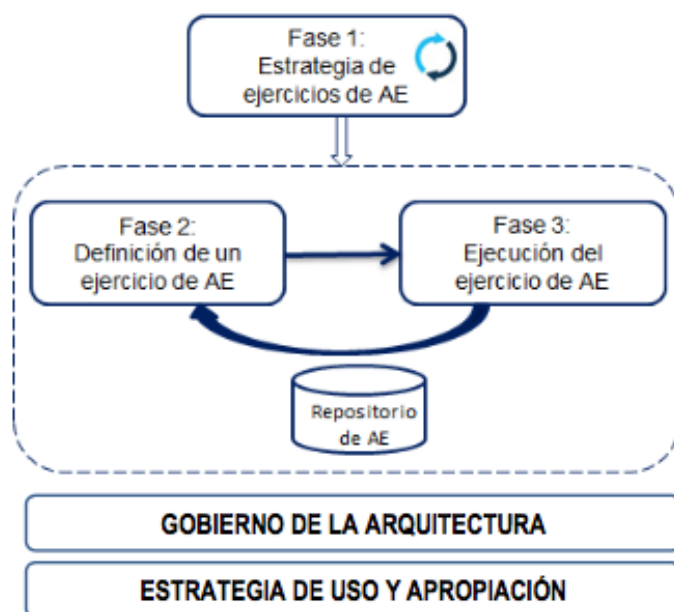 Fase 1:
Estrategia de
ejercicios de AE
Fase 2:
Definición de un
ejercicio de AE
Fase 3:
Ejecución del
ejercicio de AE
Repositorio
de AE
GOBIERNO DE LA ARQUITECTURA
ESTRATEGIA DE USO Y APROPIACIÓN